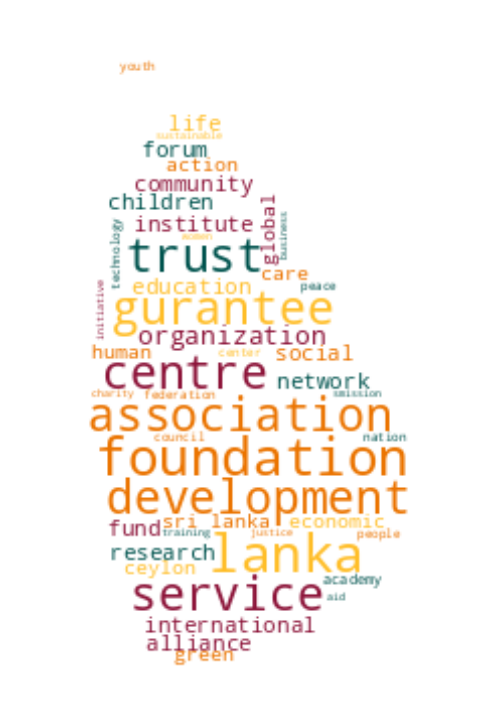 youth
life
sustainable
forum
action
community
children
institute
global
business
technology
women
trust
care
education
peace
initiative
gurantee
organization
human
center
social
centre
network
charity
federation
smission
association
council
nation
foundation
development
fund
sri lanka
economic
training
justice
people
research
lanka
ceylon
academy
service
aid
international
alliance
green